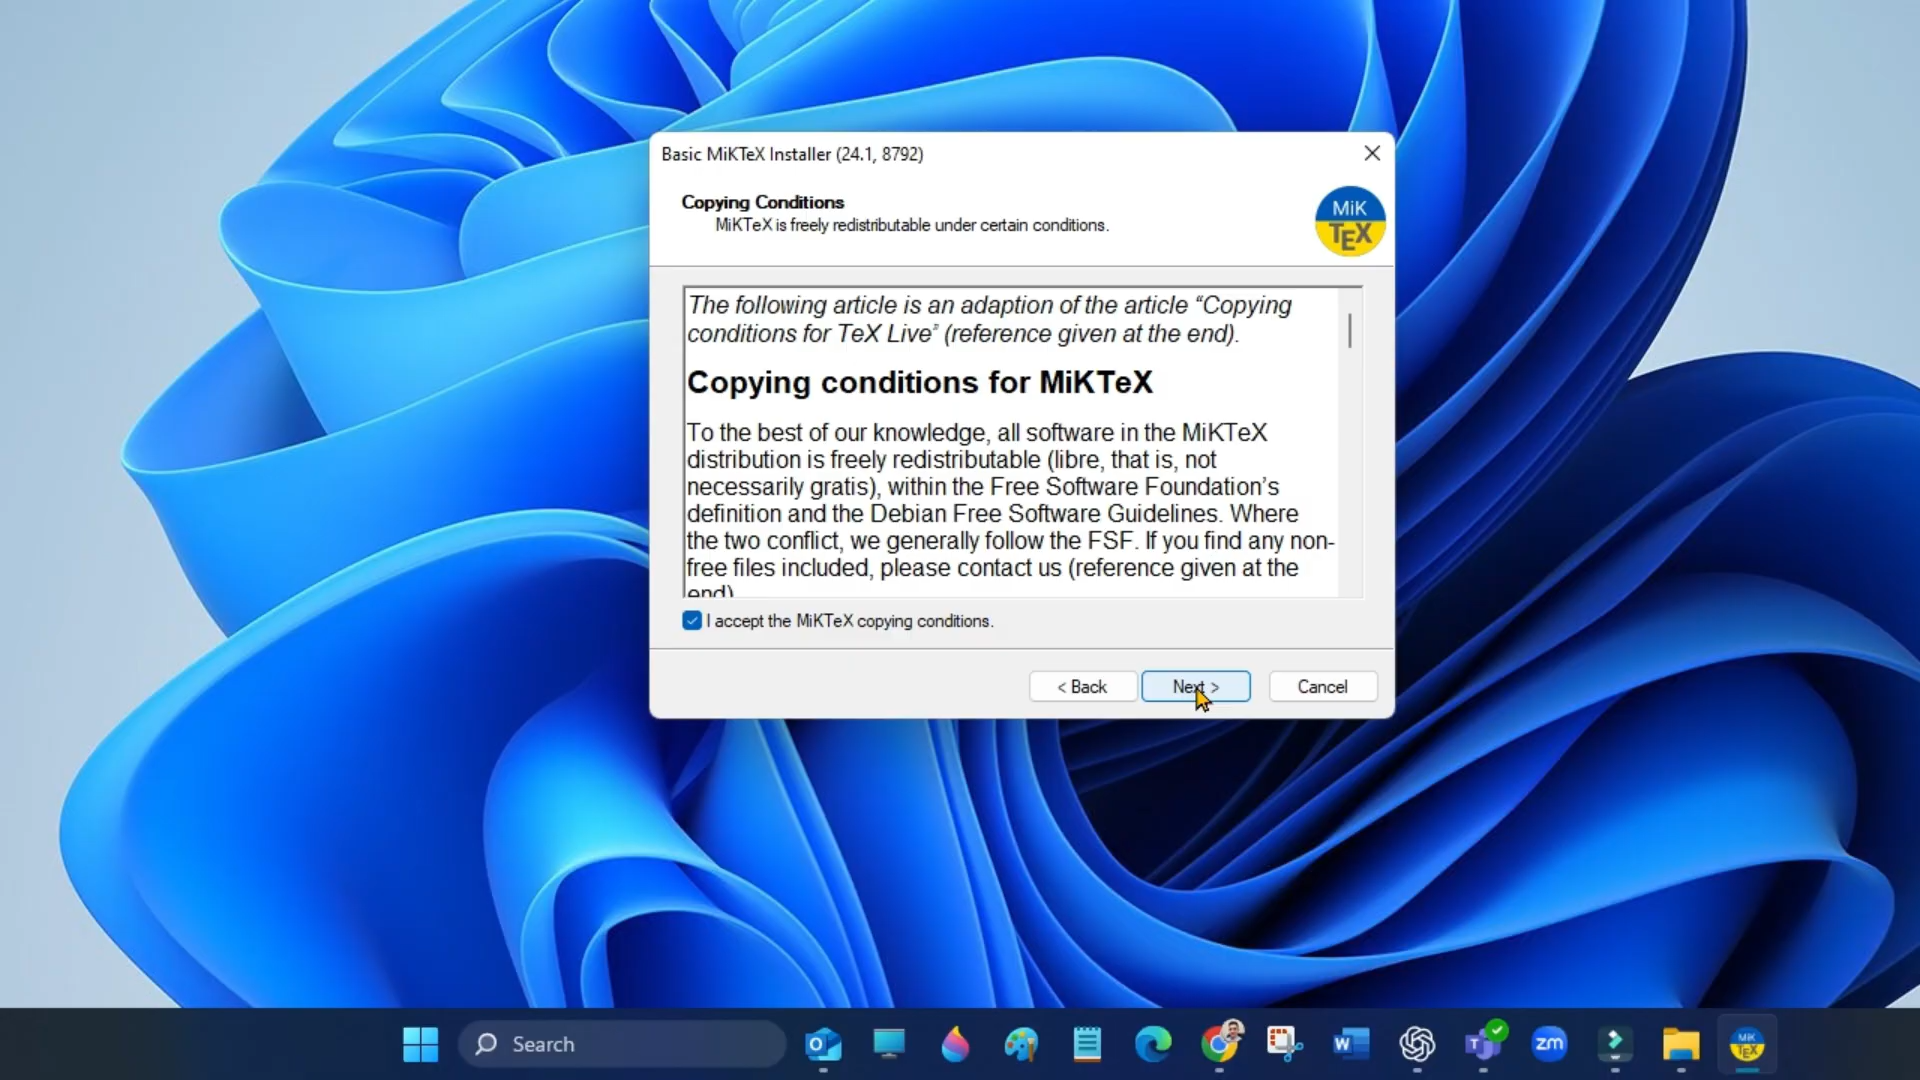 Basic MiKTeX Installer (24.1, 8792)
Copying Conditions
MiKTeX is freely redistributable under certain conditions.
MiK
TEX
The following article is an adaption of the article “Copying
conditions for TeX Live” (reference given at the end).
Copying conditions for MiKTeX
To the best of our knowledge, all software in the MiKTeX
distribution is freely redistributable (libre, that is, not
necessarily gratis), within the Free Software Foundation’s
definition and the Debian Free Software Guidelines. Where
the two conflict, we generally follow the FSF. If you find any non-
free files included, please contact us (reference given at the
end)
I accept the MiKTeX copying conditions.
< Back
Next >
Cancel
Search
O
W
T
zm
MiK
TEX